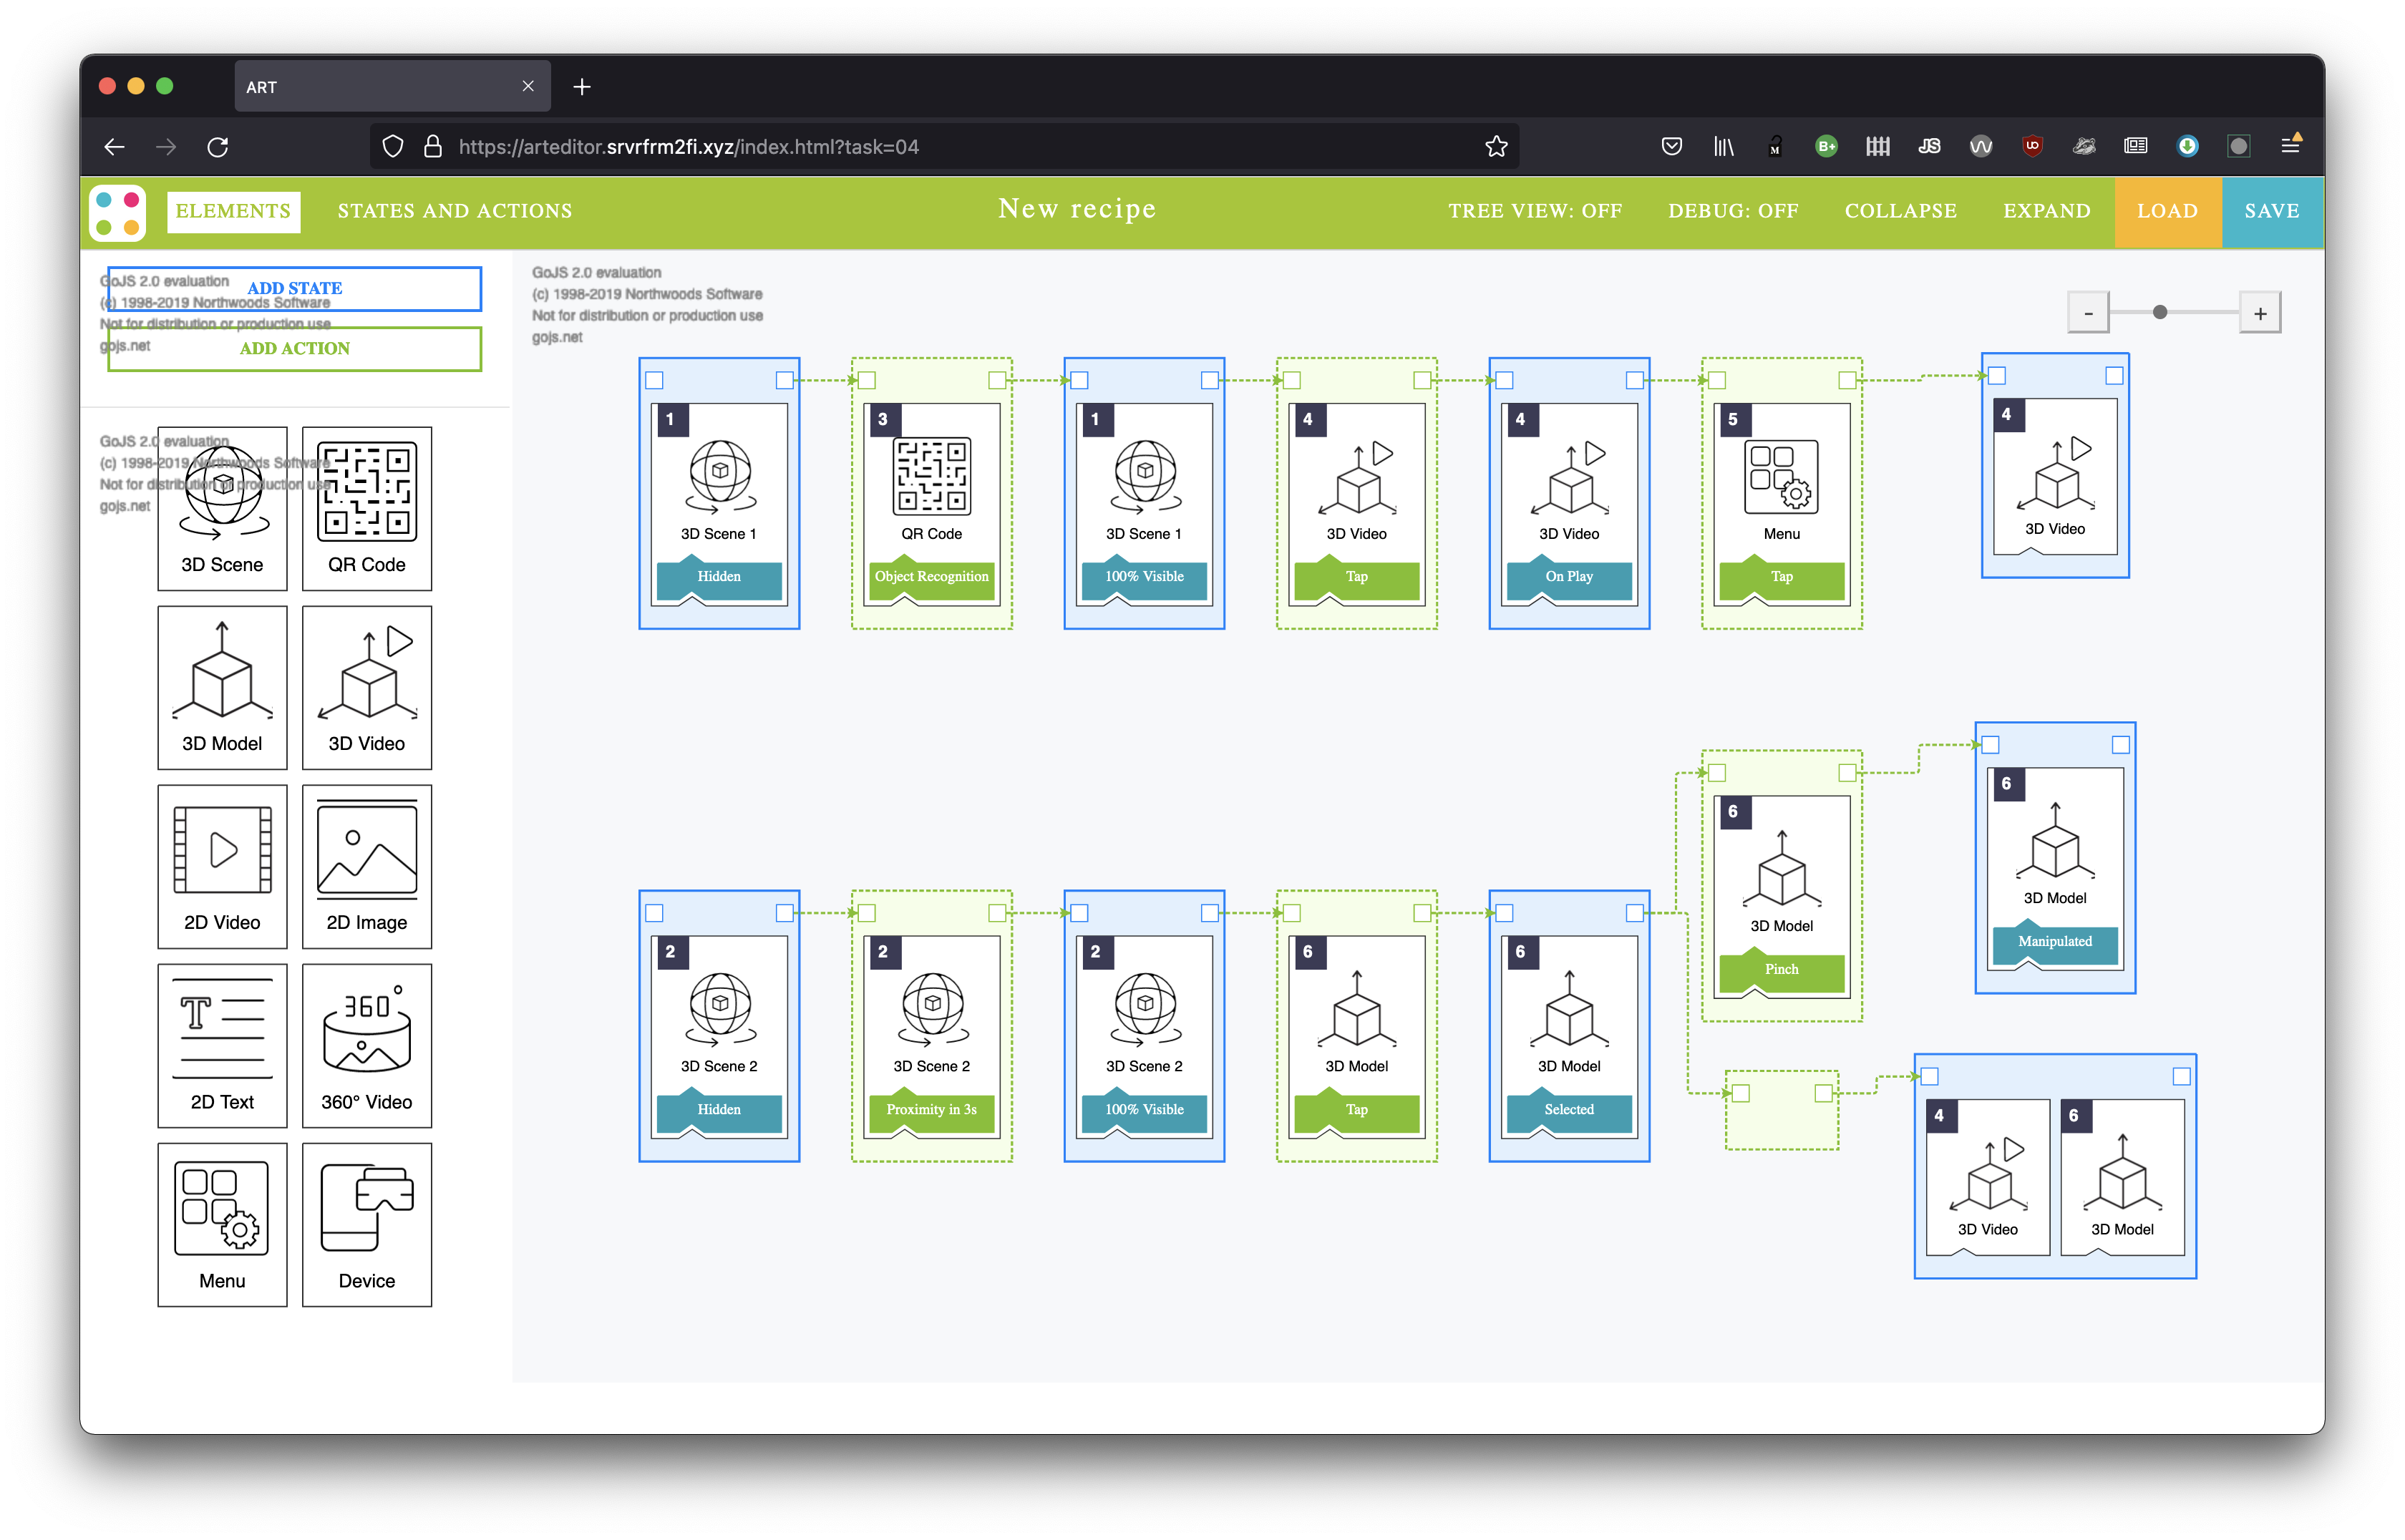 ART
https://arteditor.srvrfrm2fi.xyz/index.html?task=04
M
B+
JS
UD
ELEMENTS
STATES AND ACTIONS
New recipe
TREE VIEW: OFF
DEBUG: OFF
COLLAPSE
EXPAND
LOAD
SAVE
GoJS 2.0 evaluation
(c) 1998-2019 Northwoods Software
Not for distribution or production use
gojs.net
ADD STATE
ADD ACTION
GoJS 2.0 evaluation
(c) 1998-2019 Northwoods Software
Not for distribution or production use
gojs.net
3D Scene
QR Code
3D Model
3D Video
2D Video
2D Image
T
2D Text
360°
360° Video
Menu
Device
GoJS 2.0 evaluation
(c) 1998-2019 Northwoods Software
Not for distribution or production use
gojs.net
-
+
1
3D Scene 1
Hidden
3
QR Code
Object Recognition
1
3D Scene 1
100% Visible
4
3D Video
Tap
4
3D Video
On Play
5
Menu
Tap
4
3D Video
2
3D Scene 2
Hidden
2
3D Scene 2
Proximity in 3s
2
3D Scene 2
100% Visible
6
3D Model
Tap
6
3D Model
Selected
6
3D Model
Pinch
6
3D Model
Manipulated
4
3D Video
6
3D Model